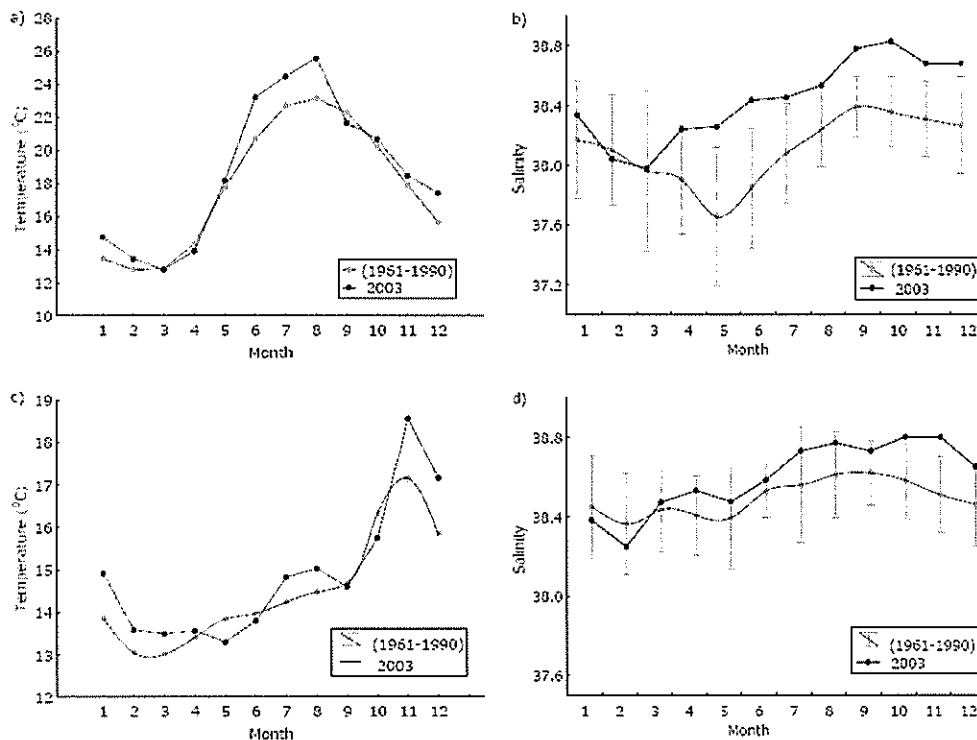 a)
28
26
24
22
20
18
16
14
12
10
Temperature (°C)
1 2 3 4 5 6 7 8 9 10 11 12
Month
(1961-1990)
2003
b)
38.8
38.4
38.0
37.6
37.2
Salinity
1 2 3 4 5 6 7 8 9 10 11 12
Month
(1961-1990)
2003
c)
19
18
17
16
15
14
13
12
Temperature (°C)
1 2 3 4 5 6 7 8 9 10 11 12
Month
(1961-1990)
2003
d)
38.8
38.4
38.0
37.6
Salinity
1 2 3 4 5 6 7 8 9 10 11 12
Month
(1961-1990)
2003